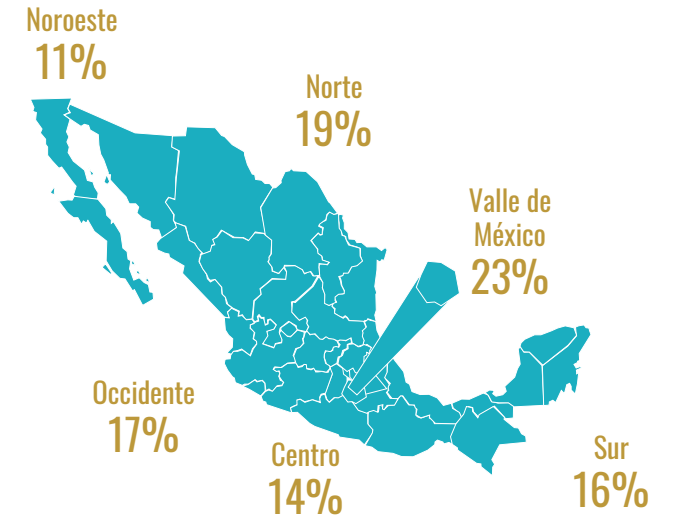 Noroeste
11%
Norte
19%
Valle de
México
23%
Occidente
17%
Centro
14%
Sur
16%